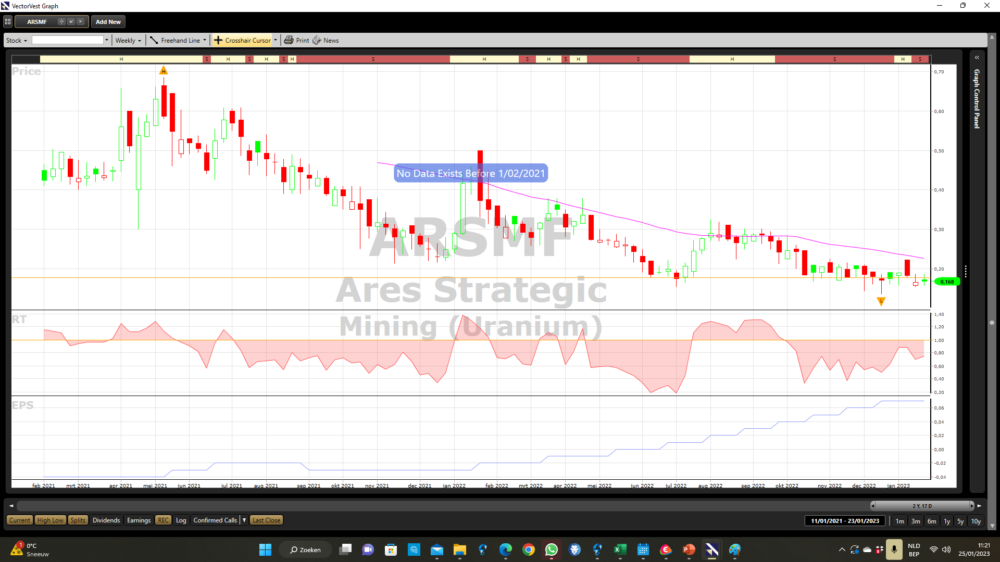 VectorVest Graph
ARSMF
Add New
Stock
Weekly
Freehand Line
Crosshair Cursor
Print
News
H S H S H S H S H S H S H S H S H S
Price
H
0,70
0,60
0,50
0,40
0,30
0,20
0,168
No Data Exists Before 1/02/2021
ARSMF
Ares Strategic
Mining (Uranium)
L
RT
1,40
1,20
1,00
0,80
0,60
0,40
0,20
EPS
0,06
0,04
0,02
0,00
-0,02
-0,04
feb 2021 mrt 2021 apr 2021 mei 2021 jun 2021 jul 2021 aug 2021 sep 2021 okt 2021 nov 2021 dec 2021 jan 2022 feb 2022 mrt 2022 apr 2022 mei 2022 jun 2022 jul 2022 aug 2022 sep 2022 okt 2022 nov 2022 dec 2022 jan 2023
Graph Control Panel
2 Y, 17 D
Current High Low Splits Dividends Earnings REC Log Confirmed Calls Last Close
11/01/2021 - 23/01/2023
1m 3m 6m 1y 5y 10y
1
0°C
Sneeuw
Zoeken
8
NLD
BEP
11:21
25/01/2023